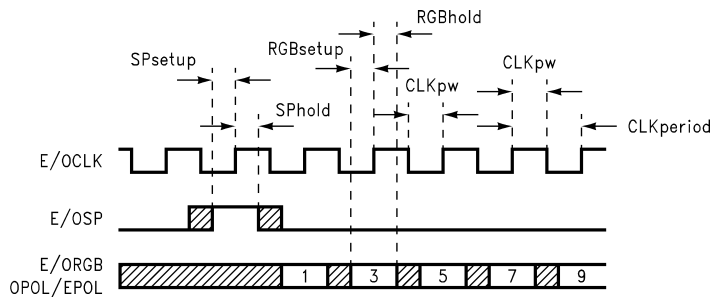 RGBhold
SPsetup
RGBsetup
CLKpw
CLKpw
SPhold
CLKperiod
E/OCLK
E/OSP
E/ORGB
OPOL/EPOL
1 3 5 7 9